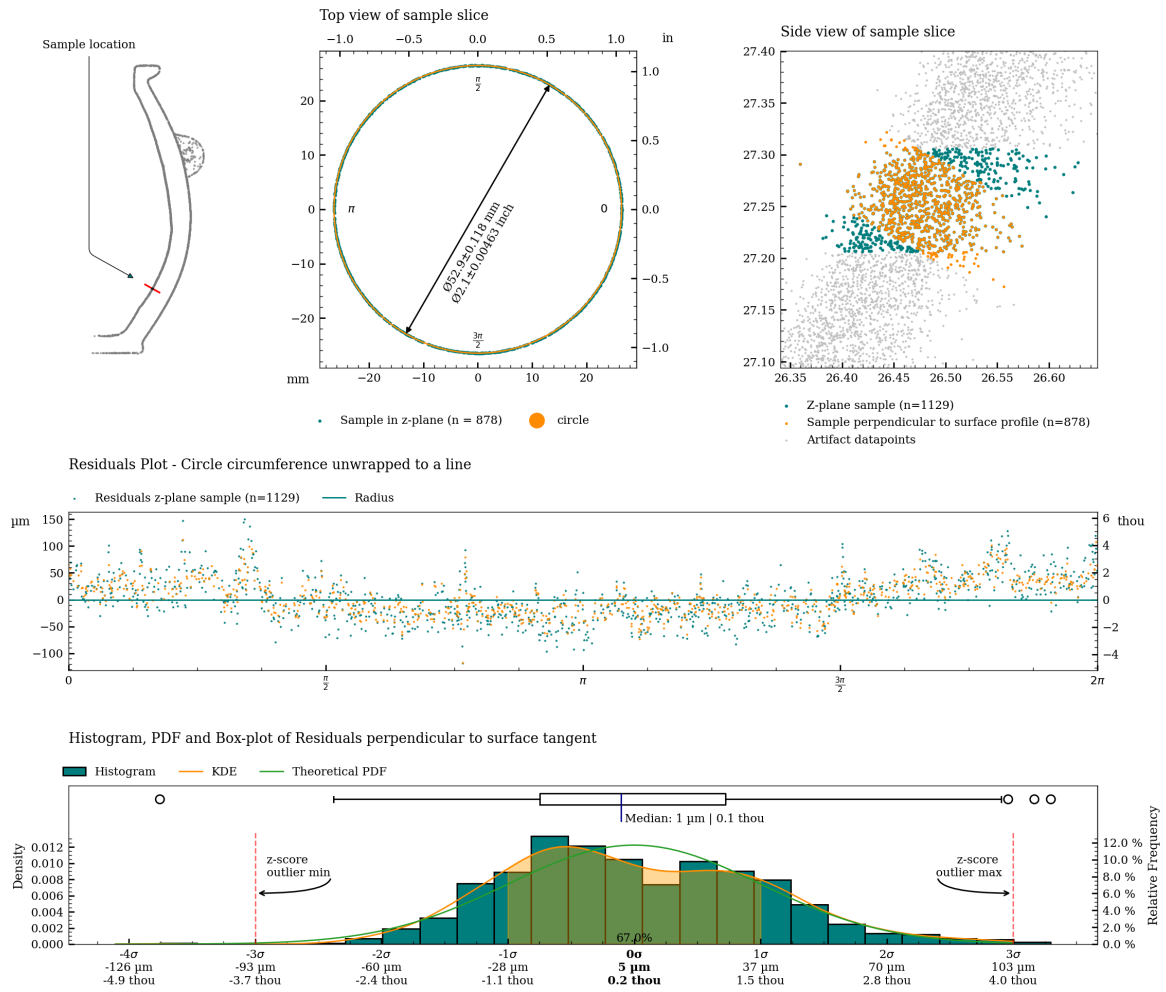 Sample location
Top view of sample slice
−1.0 −0.5 0.0 0.5 1.0 in
20
10
0
−10
−20
mm
1.0
0.5
0.0
−0.5
−1.0
π/2
π
0
3π/2
Ø52.9±0.118 mm
Ø2.1±0.00463 inch
−20 −10 0 10 20
Sample in z-plane (n = 878) circle
Side view of sample slice
27.40
27.35
27.30
27.25
27.20
27.15
27.10
26.35 26.40 26.45 26.50 26.55 26.60
Z-plane sample (n=1129)
Sample perpendicular to surface profile (n=878)
Artifact datapoints
Residuals Plot - Circle circumference unwrapped to a line
Residuals z-plane sample (n=1129) Radius
µm
150
100
50
0
−50
−100
thou
6
4
2
0
−2
−4
0 π/2 π 3π/2 2π
Histogram, PDF and Box-plot of Residuals perpendicular to surface tangent
Histogram KDE Theoretical PDF
Median: 1 µm | 0.1 thou
Density
0.012
0.010
0.008
0.006
0.004
0.002
0.000
z-score
outlier min
z-score
outlier max
67.0%
12.0 %
10.0 %
8.0 %
6.0 %
4.0 %
2.0 %
0.0 %
Relative Frequency
-4σ -3σ -2σ -1σ 0σ 1σ 2σ 3σ
-126 µm -93 µm -60 µm -28 µm 5 µm 37 µm 70 µm 103 µm
-4.9 thou -3.7 thou -2.4 thou -1.1 thou 0.2 thou 1.5 thou 2.8 thou 4.0 thou